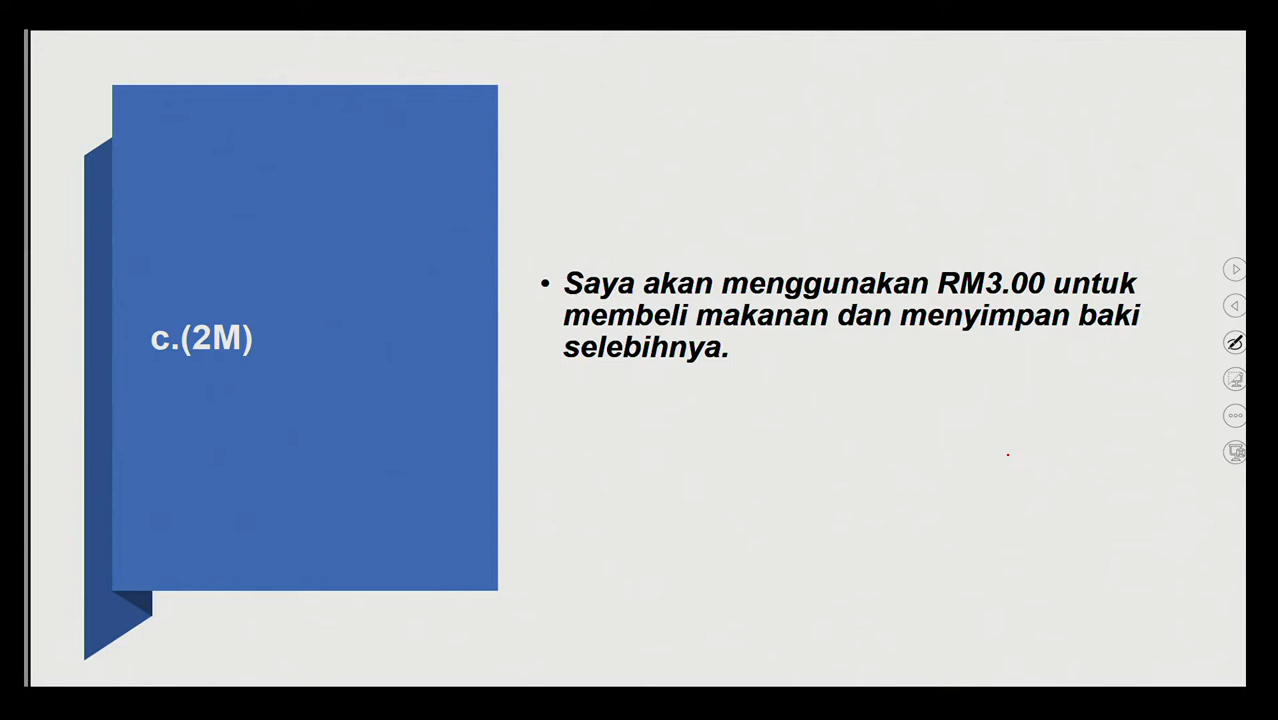 c.(2M)
• Saya akan menggunakan RM3.00 untuk
membeli makanan dan menyimpan baki
selebihnya.